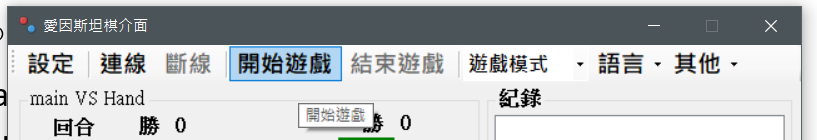 愛因斯坦棋介面
設定 連線 斷線 開始遊戲 結束遊戲 遊戲模式 語言 其他
main VS Hand 紀錄
開始遊戲
回合 勝 0 勝 0